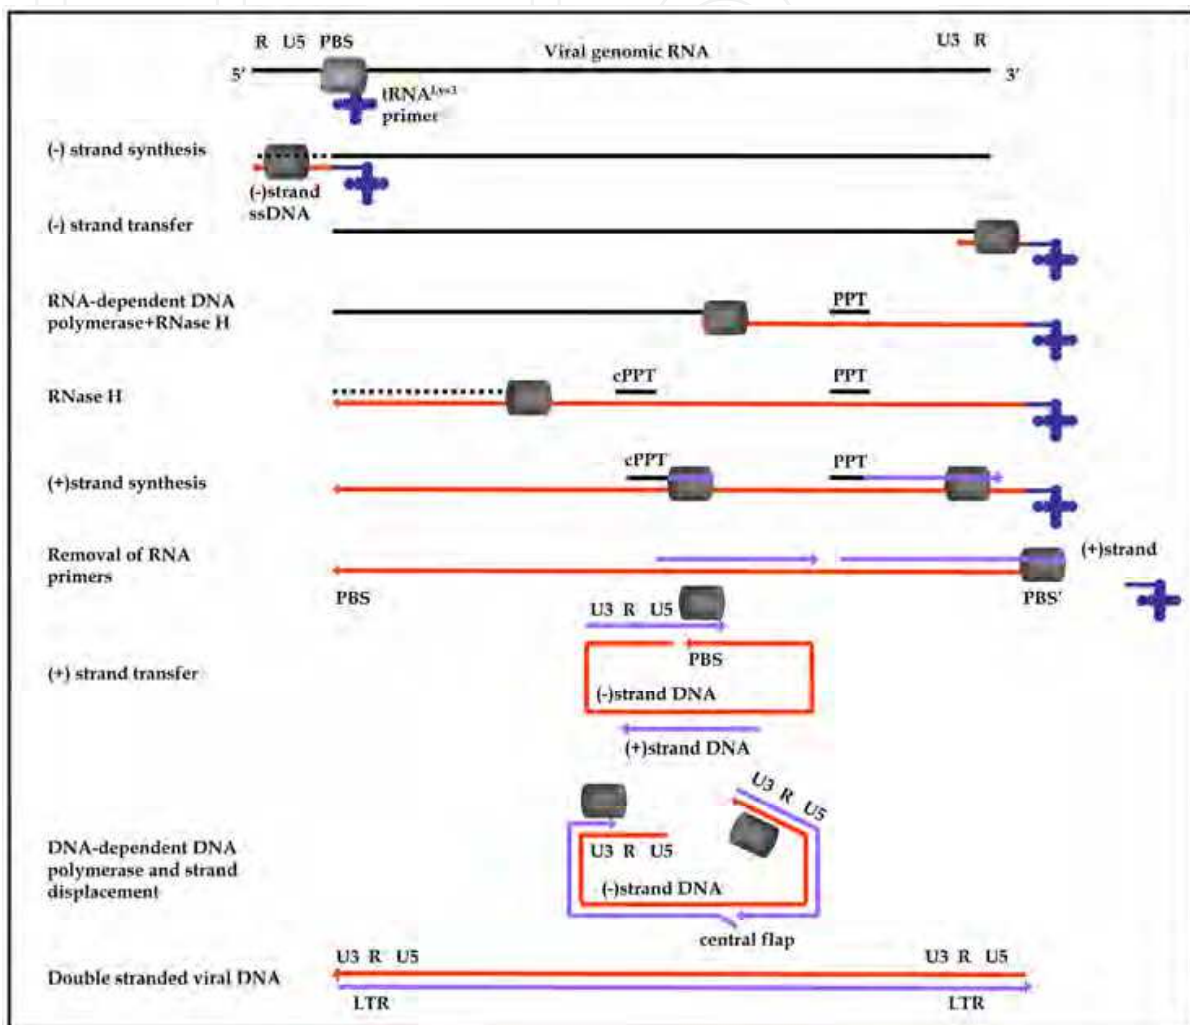 R U5 PBS
Viral genomic RNA
U3 R
5'
3'
tRNALys3
primer
(-) strand synthesis
(-)strand
ssDNA
(-) strand transfer
RNA-dependent DNA
polymerase+RNase H
PPT
RNase H
cPPT
PPT
(+)strand synthesis
cPPT
PPT
Removal of RNA
primers
(+)strand
PBS
PBS'
U3 R U5
(+) strand transfer
PBS
(-)strand DNA
(+)strand DNA
U3 R U5
DNA-dependent DNA
polymerase and strand
displacement
U3 R U5
(-)strand DNA
central flap
U3 R U5
U3 R U5
Double stranded viral DNA
LTR
LTR